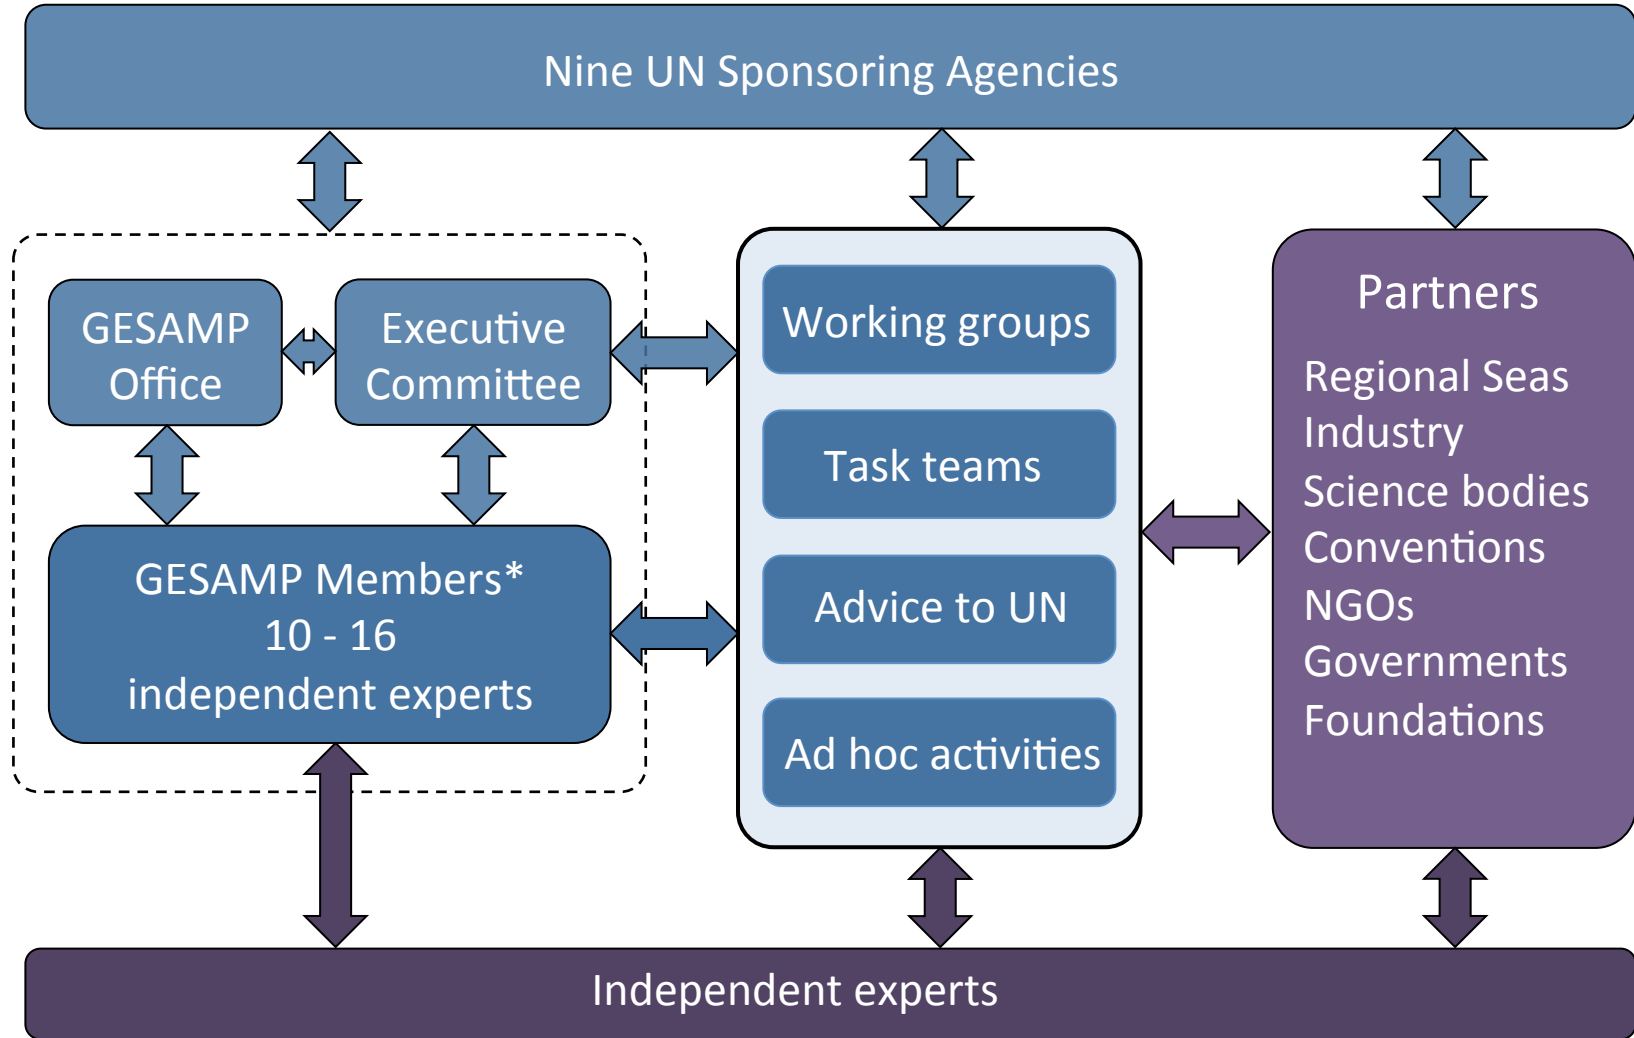 Nine UN Sponsoring Agencies
GESAMP
Office
Executive
Committee
GESAMP Members*
10 - 16
independent experts
Working groups
Task teams
Advice to UN
Ad hoc activities
Partners
Regional Seas
Industry
Science bodies
Conventions
NGOs
Governments
Foundations
Independent experts